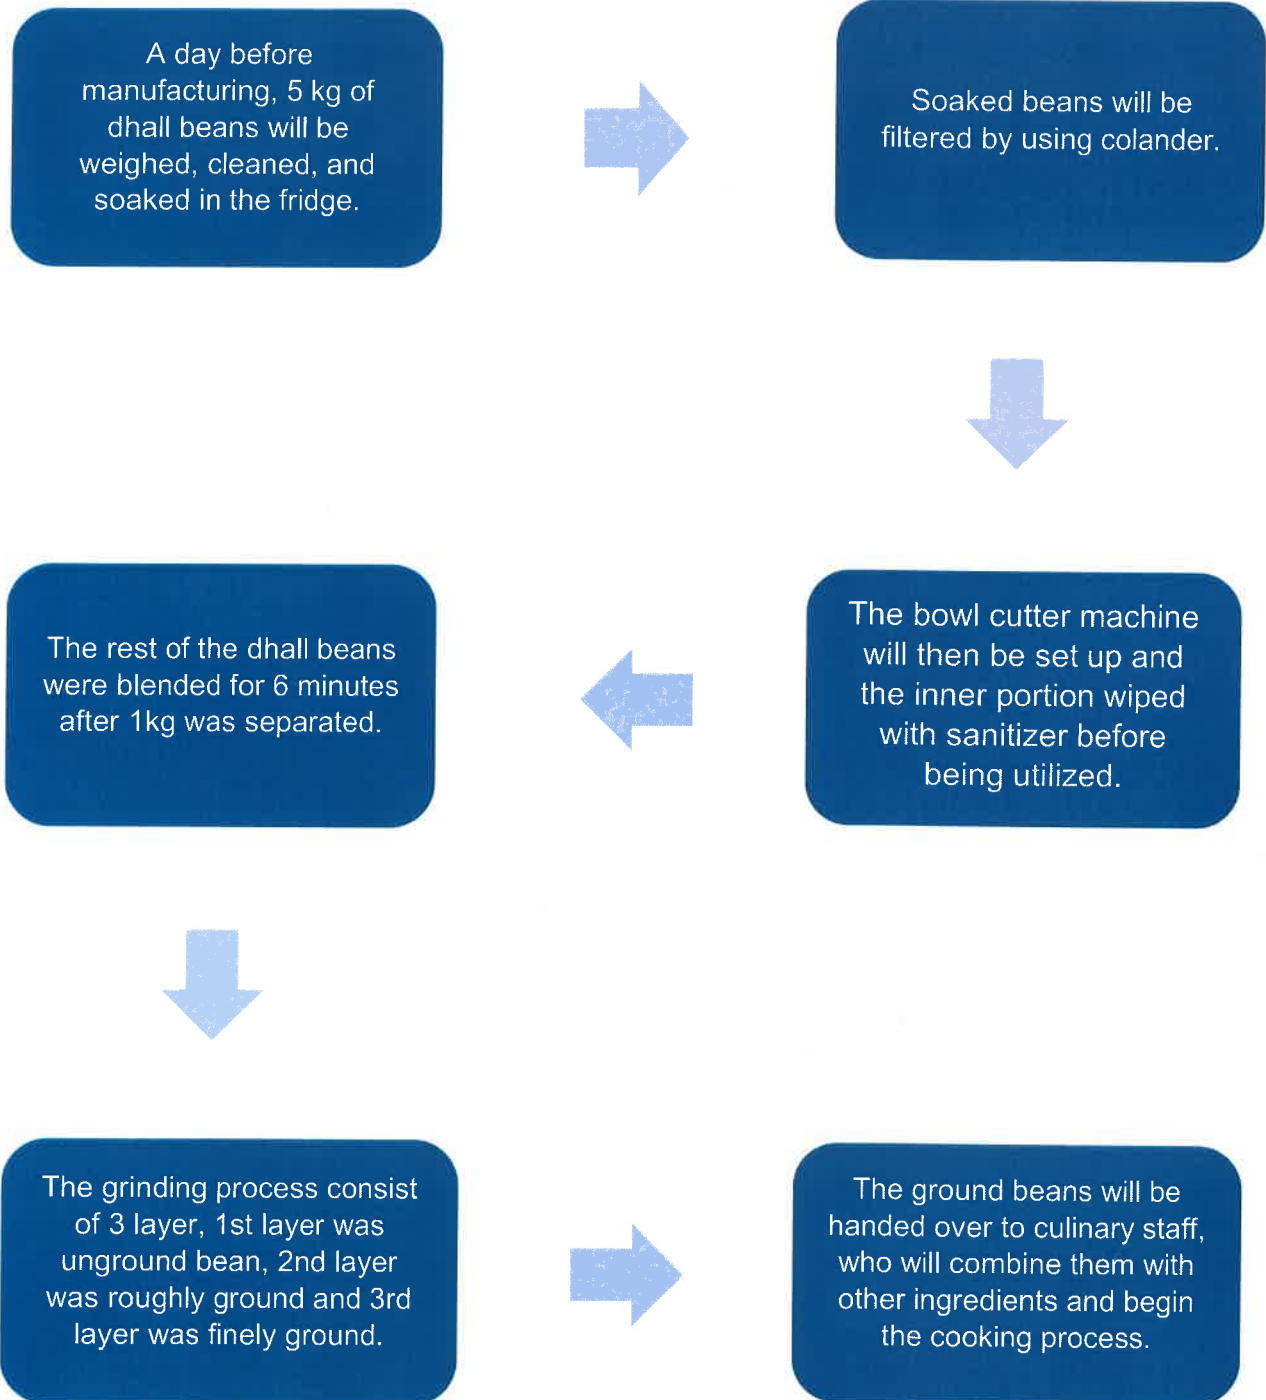 A day before
manufacturing, 5 kg of
dhall beans will be
weighed, cleaned, and
soaked in the fridge.
Soaked beans will be
filtered by using colander.
The bowl cutter machine
will then be set up and
the inner portion wiped
with sanitizer before
being utilized.
The rest of the dhall beans
were blended for 6 minutes
after 1kg was separated.
The grinding process consist
of 3 layer, 1st layer was
unground bean, 2nd layer
was roughly ground and 3rd
layer was finely ground.
The ground beans will be
handed over to culinary staff,
who will combine them with
other ingredients and begin
the cooking process.